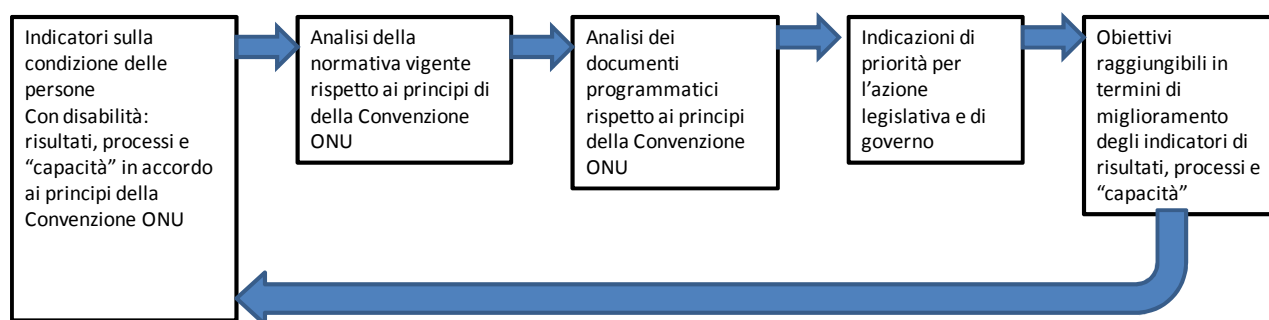 Indicatori sulla
condizione delle
persone
Con disabilità:
risultati, processi e
“capacità” in accordo
ai principi della
Convenzione ONU
Analisi della
normativa vigente
rispetto ai principi di
della Convenzione
ONU
Analisi dei
documenti
programmatici
rispetto ai principi
della Convenzione
ONU
Indicazioni di
priorità per
l’azione
legislativa e di
governo
Obiettivi
raggiungibili in
termini di
miglioramento
degli indicatori di
risultati, processi e
“capacità”